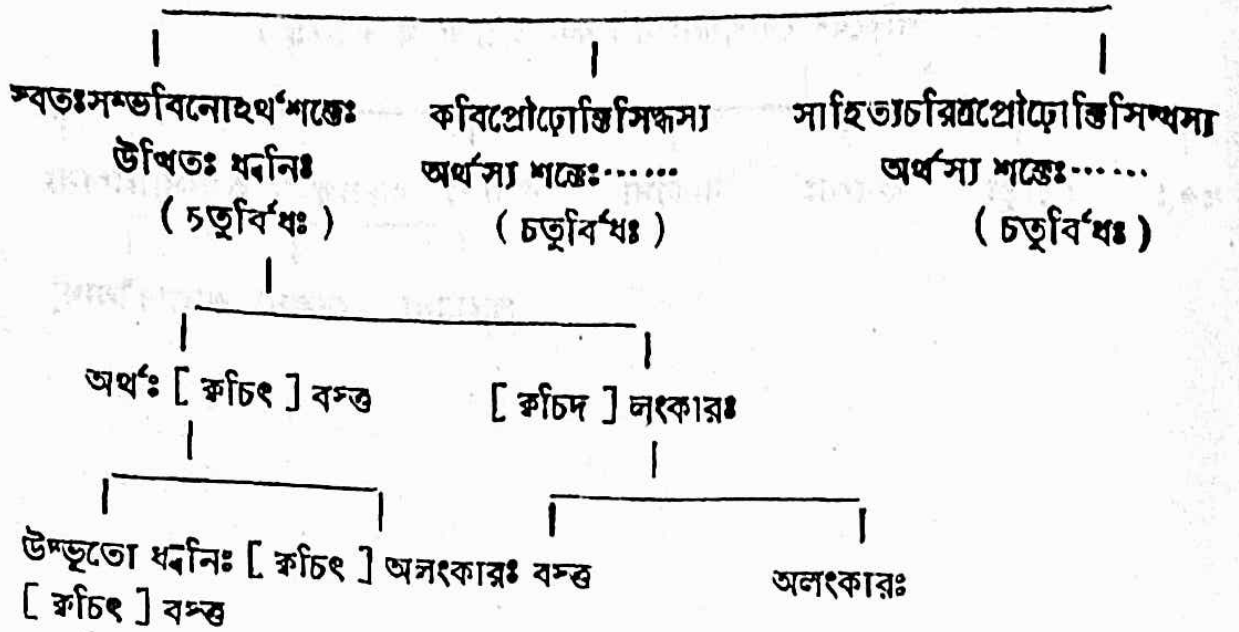 স্বতঃসম্ভবিনোঽর্থশক্তেঃ কবিপ্রৌঢ়োক্তিসিদ্ধস্য সাহিত্যচরিত্রপ্রৌঢ়োক্তিসিদ্ধস্য
উত্থিতঃ ধ্বনিঃ অর্থস্য শক্তেঃ...... অর্থস্য শক্তেঃ......
( চতুর্বিধঃ ) ( চতুর্বিধঃ ) ( চতুর্বিধঃ )
অর্থঃ [ ক্বচিৎ ] বস্তু [ ক্বচিদ ] লংকারঃ
উদ্ভূতো ধ্বনিঃ [ ক্বচিৎ ] অলংকারঃ বস্তু অলংকারঃ
[ ক্বচিৎ ] বস্তু